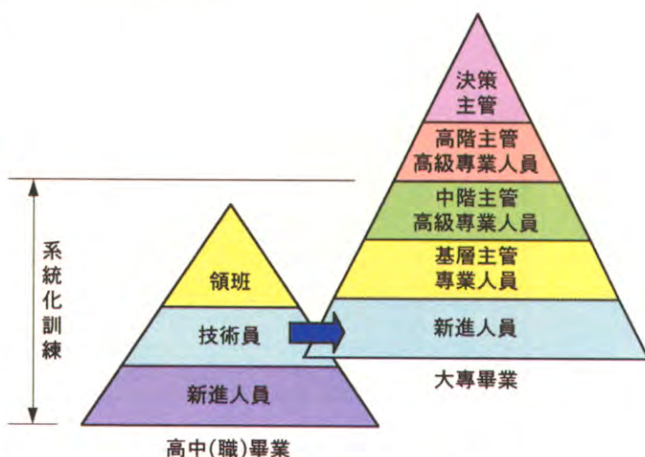 決策
主管
高階主管
高級專業人員
中階主管
高級專業人員
基層主管
專業人員
新進人員
大專畢業
系統化訓練
領班
技術員
新進人員
高中(職)畢業